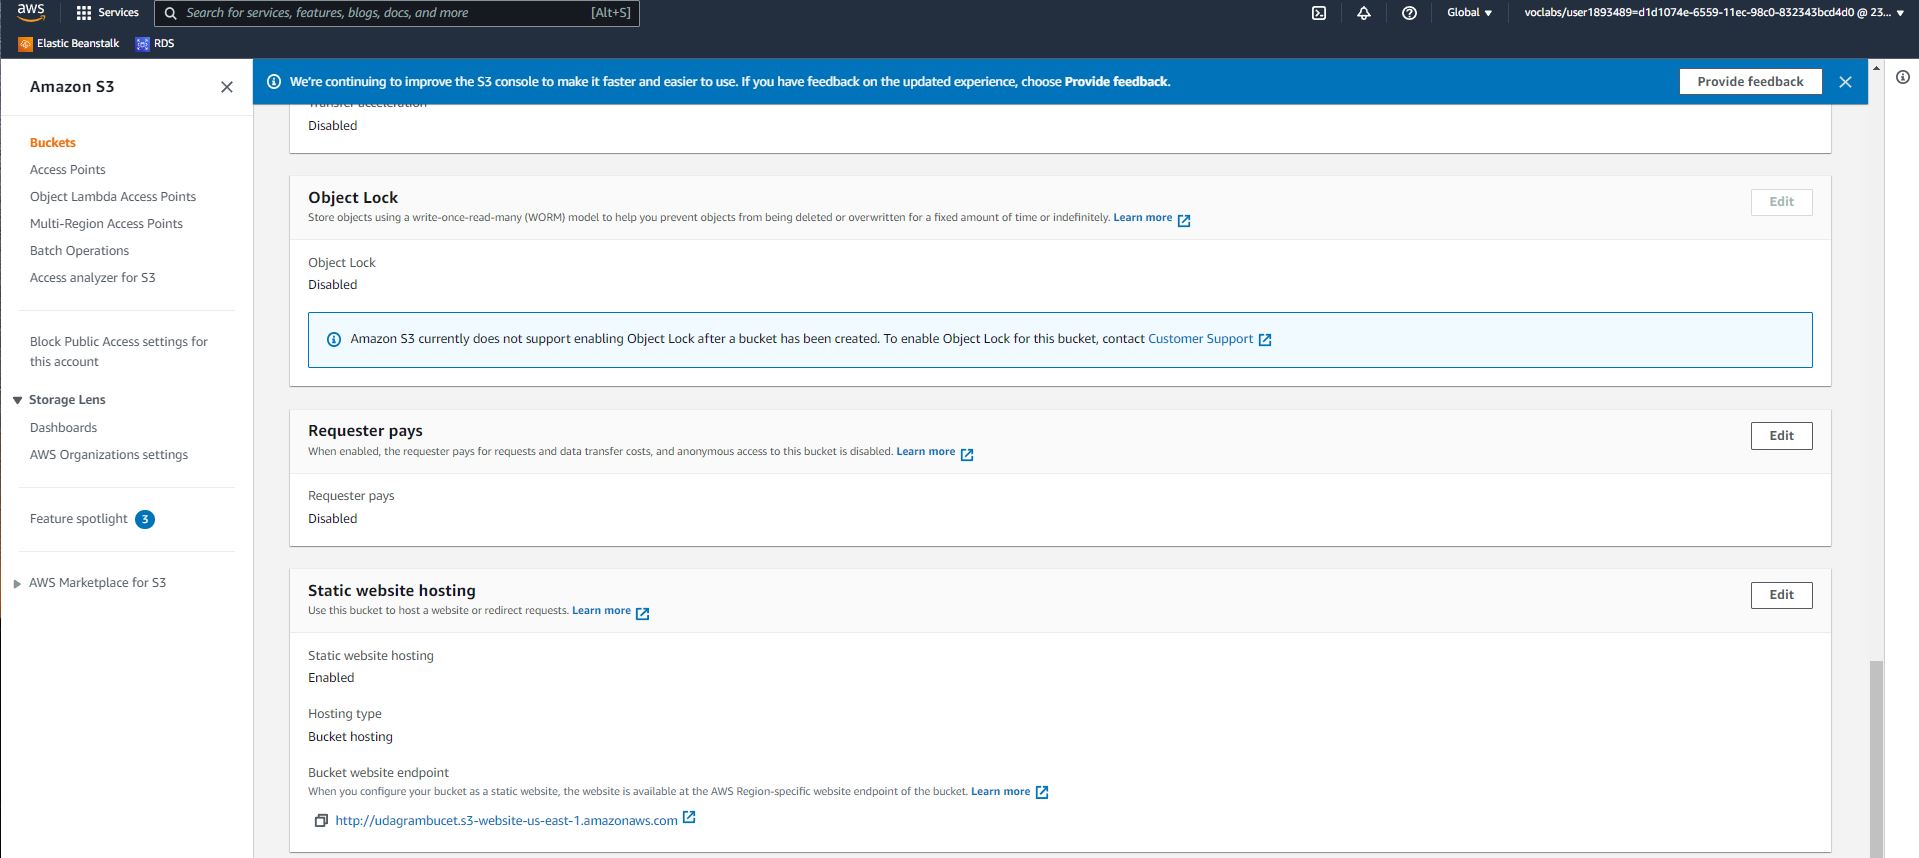 aws
Services
Search for services, features, blogs, docs, and more
[Alt+S]
Global
voclabs/user1893489=d1d1074e-6559-11ec-98c0-832343bcd4d0 @ 23...
Elastic Beanstalk
RDS
Amazon S3
Buckets
Access Points
Object Lambda Access Points
Multi-Region Access Points
Batch Operations
Access analyzer for S3
Block Public Access settings for
this account
Storage Lens
Dashboards
AWS Organizations settings
Feature spotlight 3
AWS Marketplace for S3
We're continuing to improve the S3 console to make it faster and easier to use. If you have feedback on the updated experience, choose Provide feedback.
Provide feedback
Transfer acceleration
Disabled
Object Lock
Edit
Store objects using a write-once-read-many (WORM) model to help you prevent objects from being deleted or overwritten for a fixed amount of time or indefinitely. Learn more
Object Lock
Disabled
Amazon S3 currently does not support enabling Object Lock after a bucket has been created. To enable Object Lock for this bucket, contact Customer Support
Requester pays
Edit
When enabled, the requester pays for requests and data transfer costs, and anonymous access to this bucket is disabled. Learn more
Requester pays
Disabled
Static website hosting
Edit
Use this bucket to host a website or redirect requests. Learn more
Static website hosting
Enabled
Hosting type
Bucket hosting
Bucket website endpoint
When you configure your bucket as a static website, the website is available at the AWS Region-specific website endpoint of the bucket. Learn more
http://udagrambucet.s3-website-us-east-1.amazonaws.com